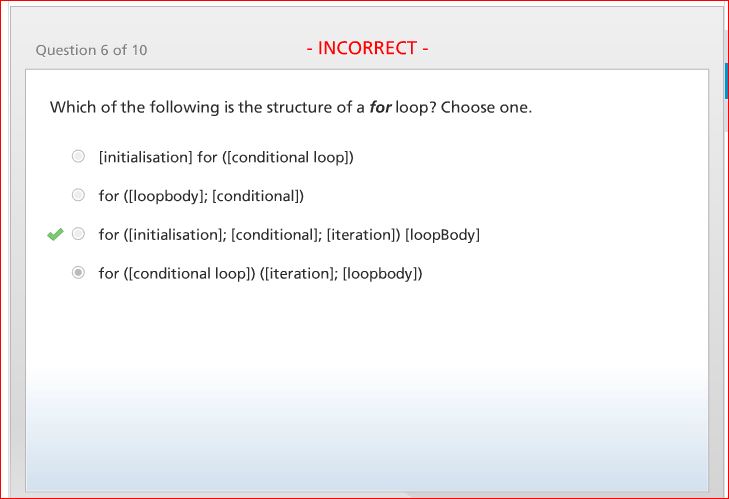 Question 6 of 10
- INCORRECT -
Which of the following is the structure of a for loop? Choose one.
[initialisation] for ([conditional loop])
for ([loopbody]; [conditional])
for ([initialisation]; [conditional]; [iteration]) [loopBody]
for ([conditional loop]) ([iteration]; [loopbody])